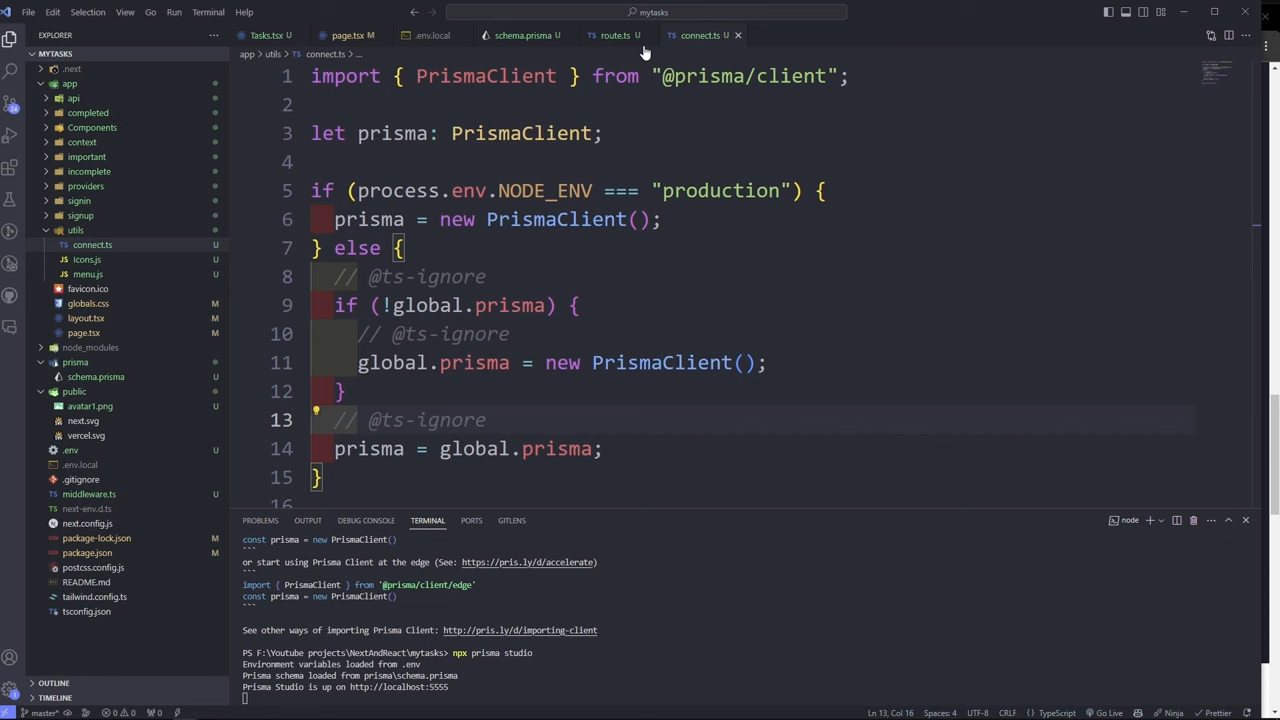 File Edit Selection View Go Run Terminal Help
mytasks
EXPLORER
MYTASKS
.next
app
api
completed
Components
context
important
incomplete
providers
signin
signup
utils
connect.ts U
Icons.js U
menu.js U
favicon.ico
globals.css M
layout.tsx M
page.tsx M
node_modules
prisma
schema.prisma U
public
avatar1.png U
next.svg
vercel.svg
.env U
.env.local
.gitignore
middleware.ts U
next-env.d.ts
next.config.js
package-lock.json M
package.json M
postcss.config.js
README.md
tailwind.config.ts
tsconfig.json
OUTLINE
TIMELINE
Tasks.tsx U
page.tsx M
.env.local
schema.prisma U
route.ts U
connect.ts U
app > utils > connect.ts > ...
1 import { PrismaClient } from "@prisma/client";
2
3 let prisma: PrismaClient;
4
5 if (process.env.NODE_ENV === "production") {
6 prisma = new PrismaClient();
7 } else {
8 // @ts-ignore
9 if (!global.prisma) {
10 // @ts-ignore
11 global.prisma = new PrismaClient();
12 }
13 // @ts-ignore
14 prisma = global.prisma;
15 }
16
PROBLEMS OUTPUT DEBUG CONSOLE TERMINAL PORTS GITLENS
node
const prisma = new PrismaClient()
```
or start using Prisma Client at the edge (See: https://pris.ly/d/accelerate)
```
import { PrismaClient } from '@prisma/client/edge'
const prisma = new PrismaClient()
```
See other ways of importing Prisma Client: http://pris.ly/d/importing-client
PS F:\Youtube projects\NextAndReact\mytasks> npx prisma studio
Environment variables loaded from .env
Prisma schema loaded from prisma\schema.prisma
Prisma Studio is up on http://localhost:5555
master* 0 0 0 Ln 13, Col 16 Spaces: 4 UTF-8 CRLF TypeScript Go Live Ninja Prettier